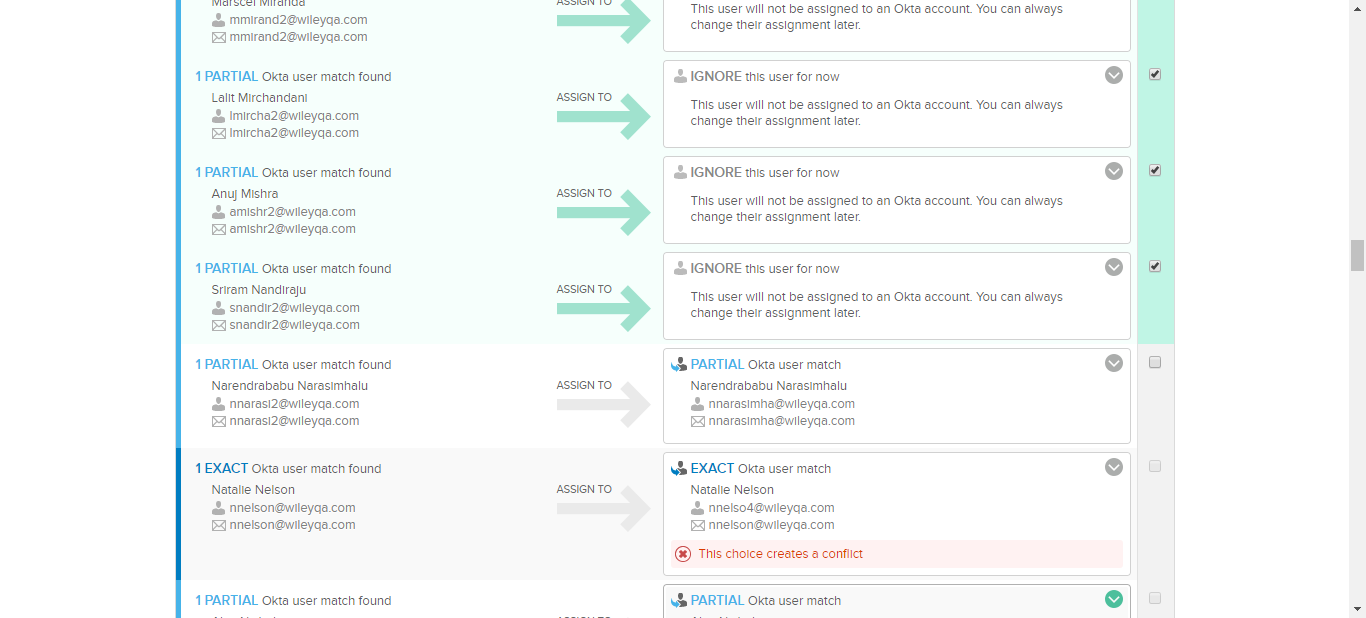 Marscel Miranda
mmirand2@wileyqa.com
mmirand2@wileyqa.com
ASSIGN TO
This user will not be assigned to an Okta account. You can always
change their assignment later.
1 PARTIAL Okta user match found
Lalit Mirchandani
lmircha2@wileyqa.com
lmircha2@wileyqa.com
ASSIGN TO
IGNORE this user for now
This user will not be assigned to an Okta account. You can always
change their assignment later.
1 PARTIAL Okta user match found
Anuj Mishra
amishr2@wileyqa.com
amishr2@wileyqa.com
ASSIGN TO
IGNORE this user for now
This user will not be assigned to an Okta account. You can always
change their assignment later.
1 PARTIAL Okta user match found
Sriram Nandiraju
snandir2@wileyqa.com
snandir2@wileyqa.com
ASSIGN TO
IGNORE this user for now
This user will not be assigned to an Okta account. You can always
change their assignment later.
1 PARTIAL Okta user match found
Narendrababu Narasimhalu
nnarasi2@wileyqa.com
nnarasi2@wileyqa.com
ASSIGN TO
PARTIAL Okta user match
Narendrababu Narasimhalu
nnarasimha@wileyqa.com
nnarasimha@wileyqa.com
1 EXACT Okta user match found
Natalie Nelson
nnelson@wileyqa.com
nnelson@wileyqa.com
ASSIGN TO
EXACT Okta user match
Natalie Nelson
nnelso4@wileyqa.com
nnelson@wileyqa.com
This choice creates a conflict
1 PARTIAL Okta user match found
PARTIAL Okta user match